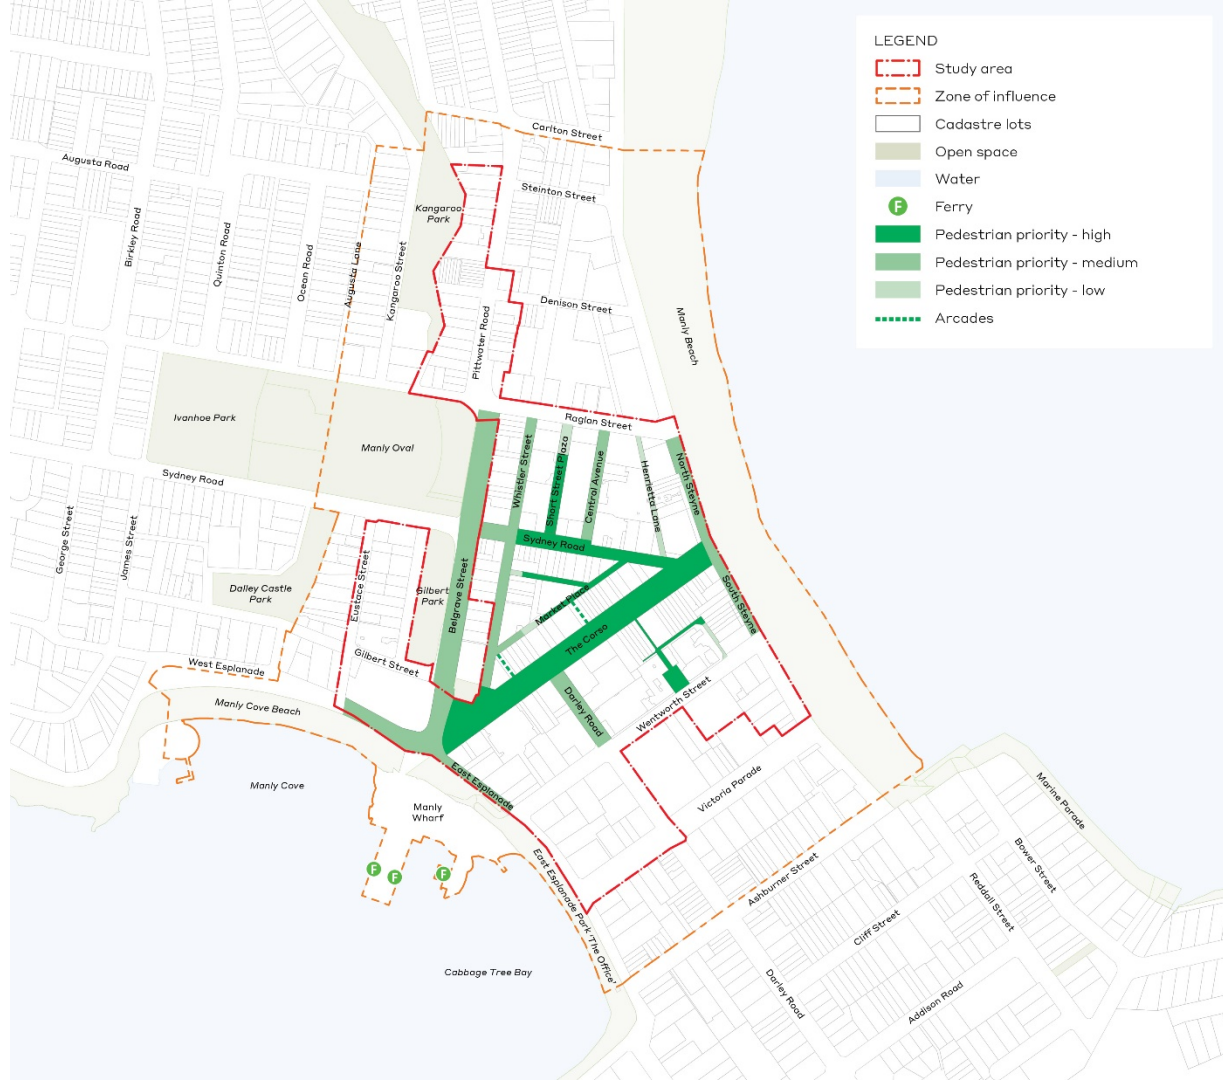 LEGEND
Study area
Zone of influence
Cadastre lots
Open space
Water
F
Ferry
Pedestrian priority - high
Pedestrian priority - medium
Pedestrian priority - low
Arcades
Carlton Street
Augusta Road
Steinton Street
Kangaroo
Park
Birkley Road
Quinton Road
Ocean Road
Augusta Lane
Kangaroo Street
Denison Street
Pittwater Road
Manly Beach
Ivanhoe Park
Manly Oval
Raglan Street
Sydney Road
Whistler Street
Short Street Plaza
Central Avenue
Henrietta Lane
North Steyne
George Street
James Street
Sydney Road
Eustace Street
Dalley Castle
Park
Gilbert
Park
Belgrave Street
Market Place
The Corso
South Steyne
Gilbert Street
West Esplanade
Manly Cove Beach
Darley Road
Wentworth Street
East Esplanade
Manly Cove
Manly
Wharf
Victoria Parade
Marine Parade
F
F
F
East Esplanade Park 'The Office'
Ashburner Street
Bower Street
Reddall Street
Cliff Street
Cabbage Tree Bay
Darley Road
Addison Road